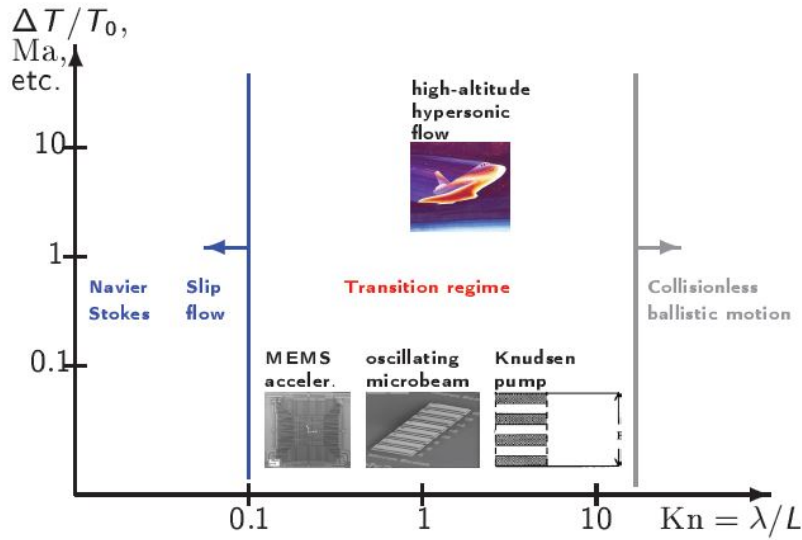 ΔT/T₀,
Ma,
etc.
high-altitude
hypersonic
flow
10
1
Navier Slip
Stokes flow
Transition regime
Collisionless
ballistic motion
0.1
MEMS oscillating Knudsen
acceler. microbeam pump
0.1 1 10 Kn = λ/L